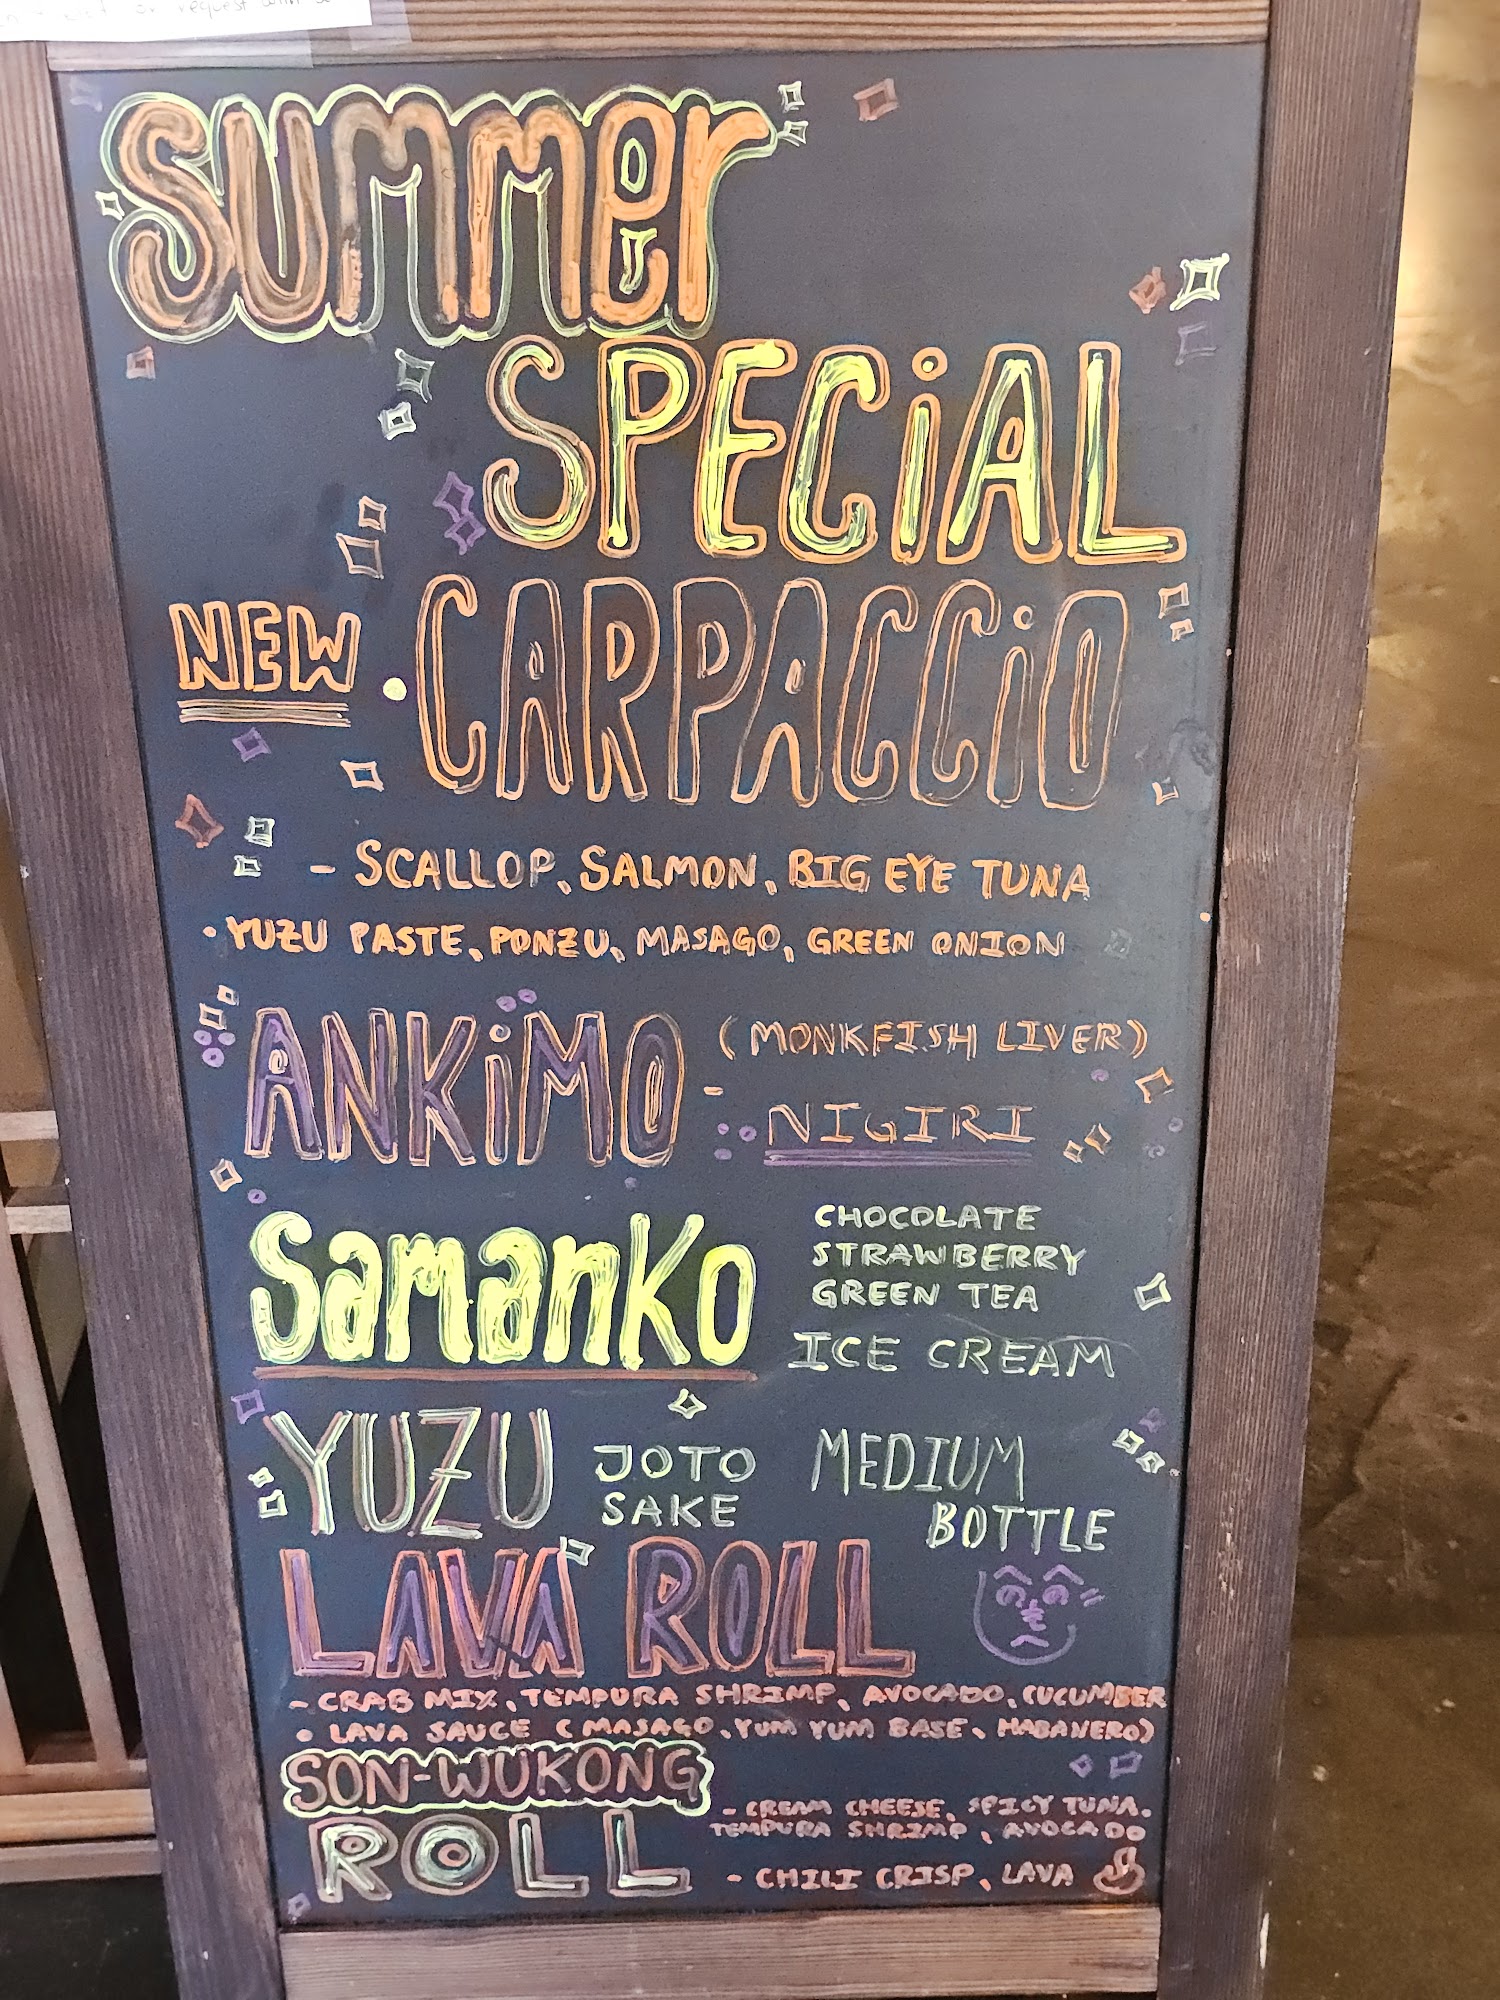 Summer
SPECIAL
NEW • CARPACCIO
- SCALLOP, SALMON, BIG EYE TUNA
• YUZU PASTE, PONZU, MASAGO, GREEN ONION
ANKIMO - (MONKFISH LIVER)
NIGIRI
Samanko
CHOCOLATE
STRAWBERRY
GREEN TEA
ICE CREAM
YUZU JOTO SAKE
MEDIUM BOTTLE
LAVA ROLL
- CRAB MIX, TEMPURA SHRIMP, AVOCADO, CUCUMBER
• LAVA SAUCE (MASAGO, YUM YUM BASE, HABANERO)
SON-WUKONG
ROLL
- CREAM CHEESE, SPICY TUNA,
TEMPURA SHRIMP, AVOCADO
- CHILI CRISP, LAVA